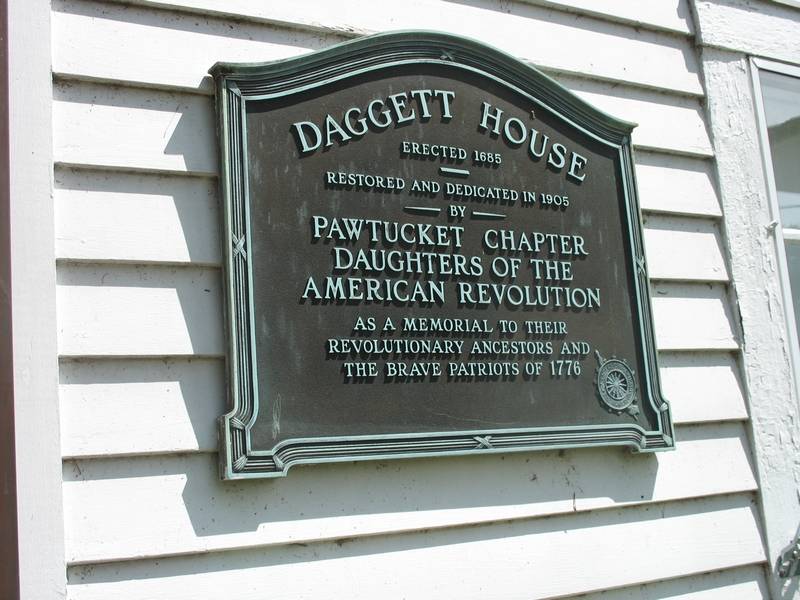 DAGGETT HOUSE
ERECTED 1685
RESTORED AND DEDICATED IN 1905
BY
PAWTUCKET CHAPTER
DAUGHTERS OF THE
AMERICAN REVOLUTION
AS A MEMORIAL TO THEIR
REVOLUTIONARY ANCESTORS AND
THE BRAVE PATRIOTS OF 1776